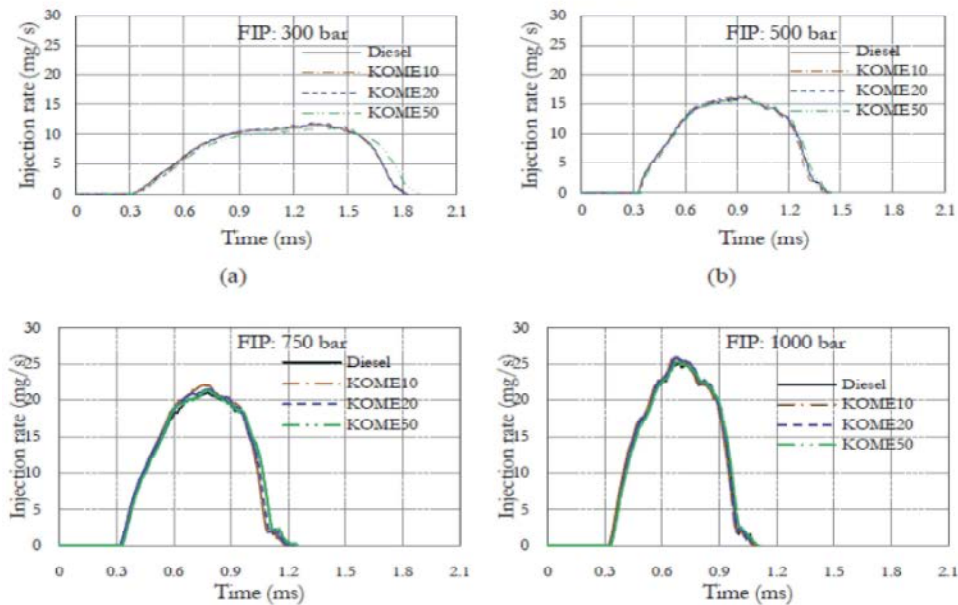 FIP: 300 bar
Diesel
KOME10
KOME20
KOME50
Injection rate (mg/s)
30
25
20
15
10
5
0
0 0.3 0.6 0.9 1.2 1.5 1.8 2.1
Time (ms)
(a)
FIP: 500 bar
Diesel
KOME10
KOME20
KOME50
Injection rate (mg/s)
30
25
20
15
10
5
0
0 0.3 0.6 0.9 1.2 1.5 1.8 2.1
Time (ms)
(b)
FIP: 750 bar
Diesel
KOME10
KOME20
KOME50
Injection rate (mg/s)
30
25
20
15
10
5
0
0 0.3 0.6 0.9 1.2 1.5 1.8 2.1
Time (ms)
FIP: 1000 bar
Diesel
KOME10
KOME20
KOME50
Injection rate (mg/s)
30
25
20
15
10
5
0
0 0.3 0.6 0.9 1.2 1.5 1.8 2.1
Time (ms)